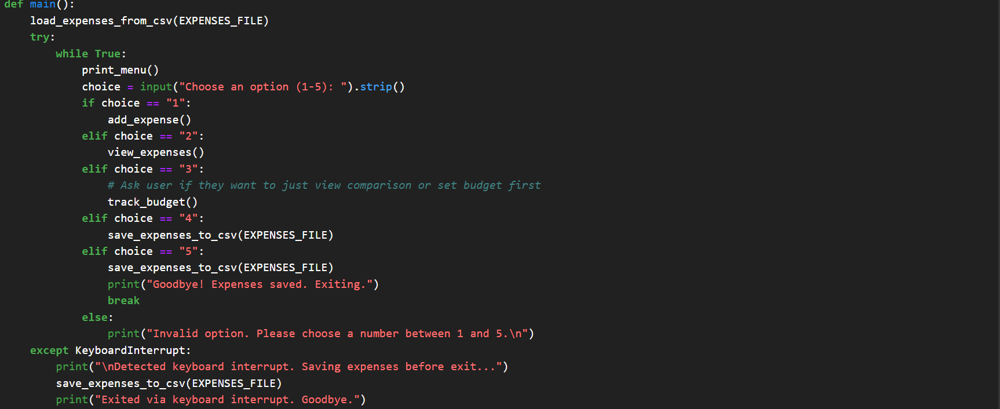 def main():
    load_expenses_from_csv(EXPENSES_FILE)
    try:
        while True:
            print_menu()
            choice = input("Choose an option (1-5): ").strip()
            if choice == "1":
                add_expense()
            elif choice == "2":
                view_expenses()
            elif choice == "3":
                # Ask user if they want to just view comparison or set budget first
                track_budget()
            elif choice == "4":
                save_expenses_to_csv(EXPENSES_FILE)
            elif choice == "5":
                save_expenses_to_csv(EXPENSES_FILE)
                print("Goodbye! Expenses saved. Exiting.")
                break
            else:
                print("Invalid option. Please choose a number between 1 and 5.\n")
    except KeyboardInterrupt:
        print("\nDetected keyboard interrupt. Saving expenses before exit...")
        save_expenses_to_csv(EXPENSES_FILE)
        print("Exited via keyboard interrupt. Goodbye.")